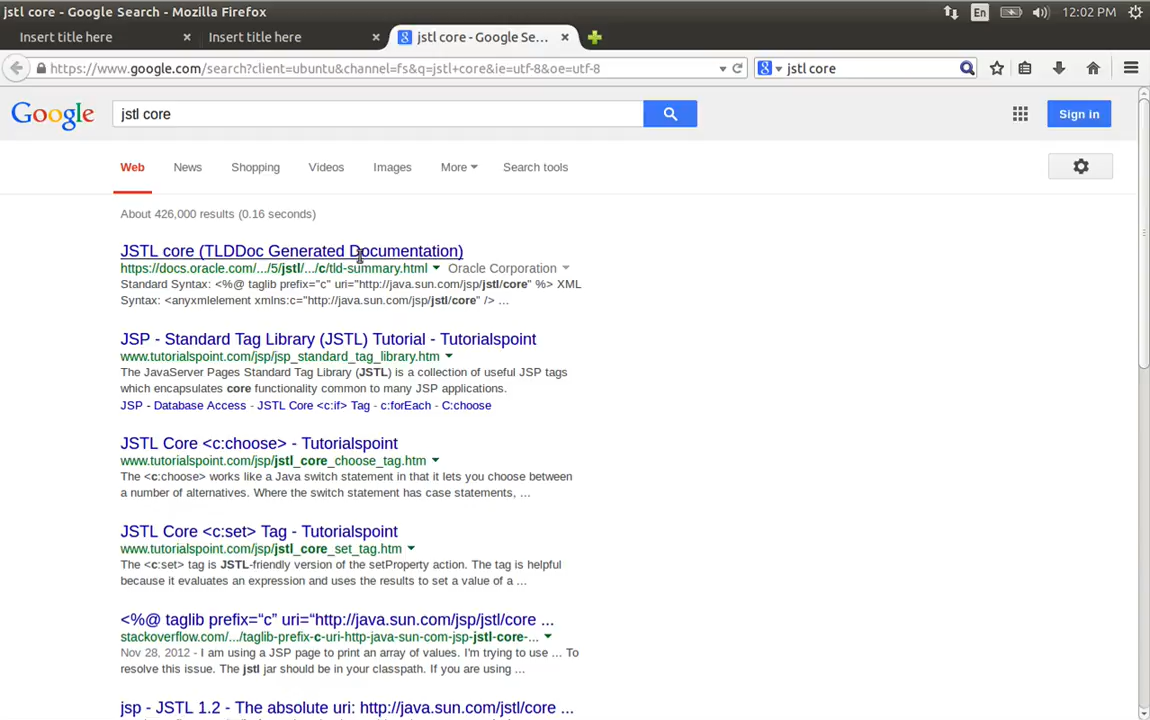 jstl core - Google Search - Mozilla Firefox
En
12:02 PM
Insert title here
Insert title here
jstl core - Google Se...
https://www.google.com/search?client=ubuntu&channel=fs&q=jstl+core&ie=utf-8&oe=utf-8
jstl core
Google
jstl core
Sign in
Web
News
Shopping
Videos
Images
More
Search tools
About 426,000 results (0.16 seconds)
JSTL core (TLDDoc Generated Documentation)
https://docs.oracle.com/.../5/jstl/.../c/tld-summary.html
Oracle Corporation
Standard Syntax: <%@ taglib prefix="c" uri="http://java.sun.com/jsp/jstl/core" %> XML
Syntax: <anyxmlelement xmlns:c="http://java.sun.com/jsp/jstl/core" /> ...
JSP - Standard Tag Library (JSTL) Tutorial - Tutorialspoint
www.tutorialspoint.com/jsp/jsp_standard_tag_library.htm
The JavaServer Pages Standard Tag Library (JSTL) is a collection of useful JSP tags
which encapsulates core functionality common to many JSP applications.
JSP - Database Access - JSTL Core <c:if> Tag - c:forEach - C:choose
JSTL Core <c:choose> - Tutorialspoint
www.tutorialspoint.com/jsp/jstl_core_choose_tag.htm
The <c:choose> works like a Java switch statement in that it lets you choose between
a number of alternatives. Where the switch statement has case statements, ...
JSTL Core <c:set> Tag - Tutorialspoint
www.tutorialspoint.com/jsp/jstl_core_set_tag.htm
The <c:set> tag is JSTL-friendly version of the setProperty action. The tag is helpful
because it evaluates an expression and uses the results to set a value of a ...
<%@ taglib prefix=“c” uri=“http://java.sun.com/jsp/jstl/core ...
stackoverflow.com/.../taglib-prefix-c-uri-http-java-sun-com-jsp-jstl-core-...
Nov 28, 2012 - I am using a JSP page to print an array of values. I'm trying to use ... To
resolve this issue. The jstl jar should be in your classpath. If you are using ...
jsp - JSTL 1.2 - The absolute uri: http://java.sun.com/jstl/core ...